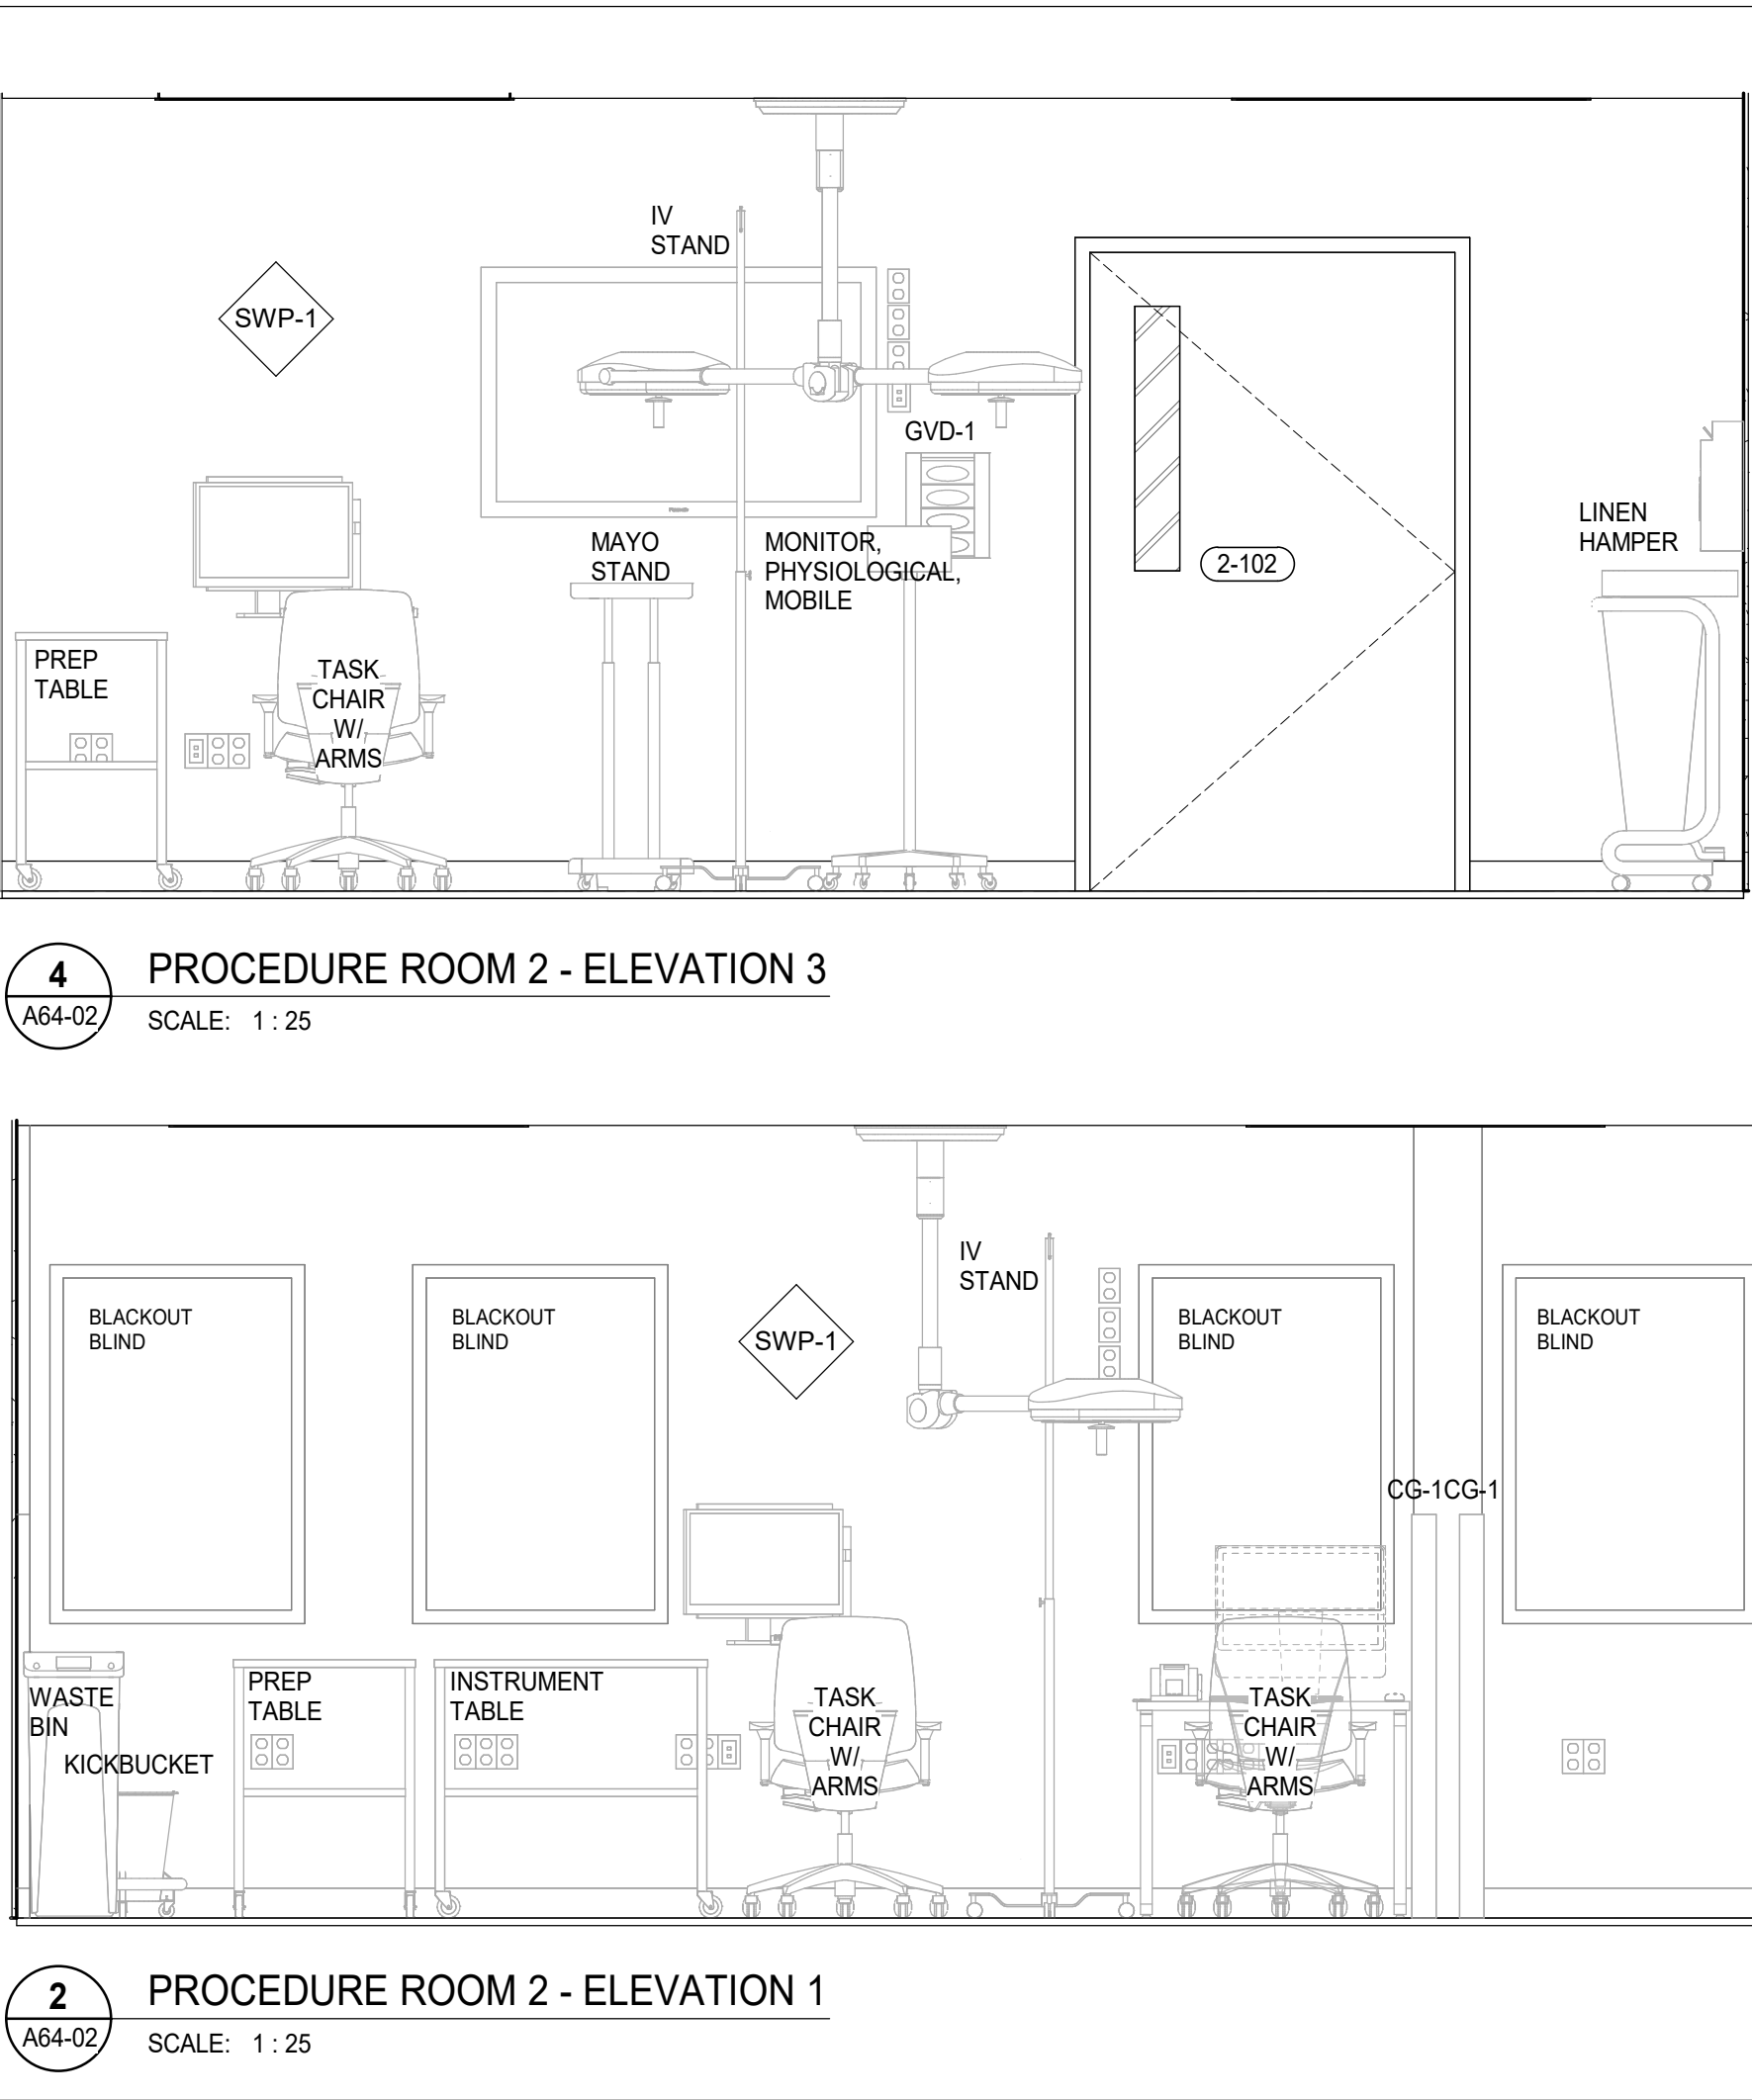 IV
STAND
SWP-1
GVD-1
MAYO
STAND
MONITOR,
PHYSIOLOGICAL,
MOBILE
2-102
LINEN
HAMPER
PREP
TABLE
TASK
CHAIR
W/
ARMS
4
A64-02
PROCEDURE ROOM 2 - ELEVATION 3
SCALE: 1 : 25
IV
STAND
BLACKOUT
BLIND
BLACKOUT
BLIND
SWP-1
BLACKOUT
BLIND
BLACKOUT
BLIND
CG-1CG-1
WASTE
BIN
KICKBUCKET
PREP
TABLE
INSTRUMENT
TABLE
TASK
CHAIR
W/
ARMS
TASK
CHAIR
W/
ARMS
2
A64-02
PROCEDURE ROOM 2 - ELEVATION 1
SCALE: 1 : 25